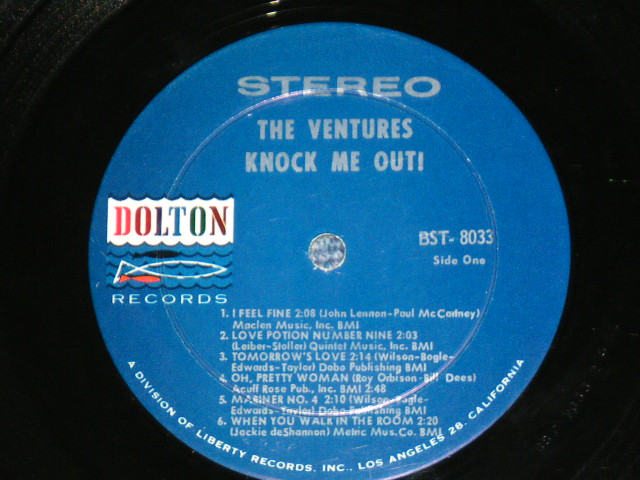 STEREO
THE VENTURES
KNOCK ME OUT!
DOLTON
RECORDS
BST-8033
Side One
1. I FEEL FINE 2:08 (John Lennon-Paul McCartney)
Maclen Music, Inc. BMI
2. LOVE POTION NUMBER NINE 2:03
(Leiber-Stoller) Quintet Music, Inc. BMI
3. TOMORROW'S LOVE 2:14 (Wilson-Bogle-
Edwards-Taylor) Dobo Publishing BMI
4. OH, PRETTY WOMAN (Roy Orbison-Bill Dees)
Acuff Rose Pub., Inc. BMI 2:48
5. MARINER NO. 4 2:10 (Wilson-Bogle-
Edwards-Taylor) Dobo Publishing BMI
6. WHEN YOU WALK IN THE ROOM 2:20
(Jackie deShannon) Metric Mus. Co. BMI
A DIVISION OF LIBERTY RECORDS, INC., LOS ANGELES 28, CALIFORNIA